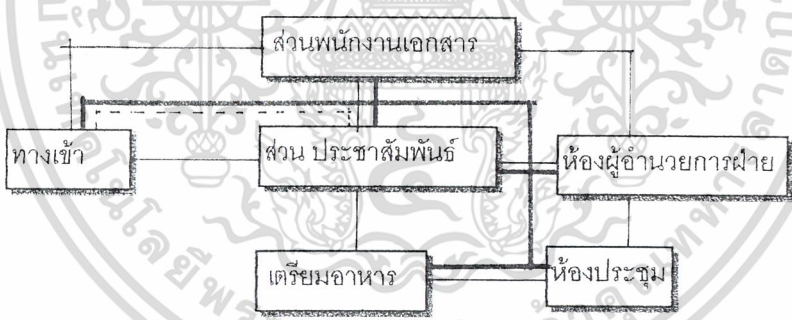 ส่วนพนักงานเอกสาร
ทางเข้า
ส่วน ประชาสัมพันธ์
ห้องผู้อำนวยการฝ่าย
เตรียมอาหาร
ห้องประชุม